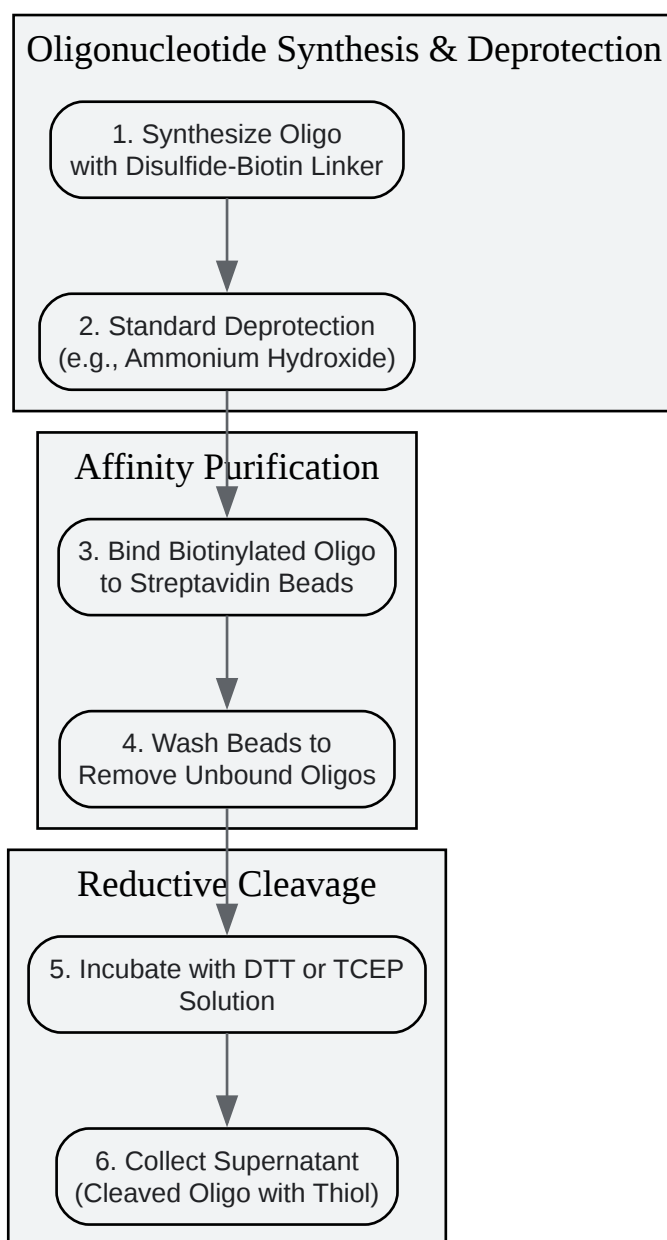 Oligonucleotide Synthesis & Deprotection
1. Synthesize Oligo
with Disulfide-Biotin Linker
2. Standard Deprotection
(e.g., Ammonium Hydroxide)
Affinity Purification
3. Bind Biotinylated Oligo
to Streptavidin Beads
4. Wash Beads to
Remove Unbound Oligos
Reductive Cleavage
5. Incubate with DTT or TCEP
Solution
6. Collect Supernatant
(Cleaved Oligo with Thiol)